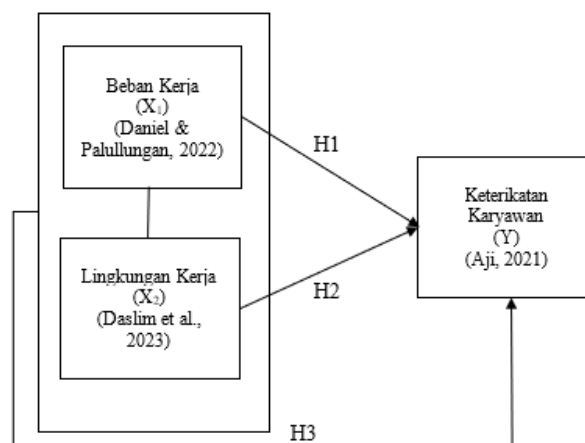 Beban Kerja
(X₁)
(Daniel &
Palullungan, 2022)
H1
Keterikatan
Karyawan
(Y)
(Aji, 2021)
Lingkungan Kerja
(X₂)
(Daslim et al.,
2023)
H2
H3